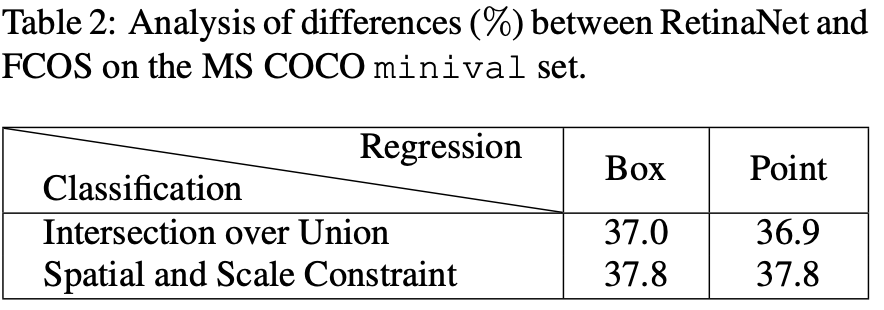 Table 2: Analysis of differences (%) between RetinaNet and
FCOS on the MS COCO minival set.
Regression
Classification
Box
Point
Intersection over Union 37.0 36.9
Spatial and Scale Constraint 37.8 37.8